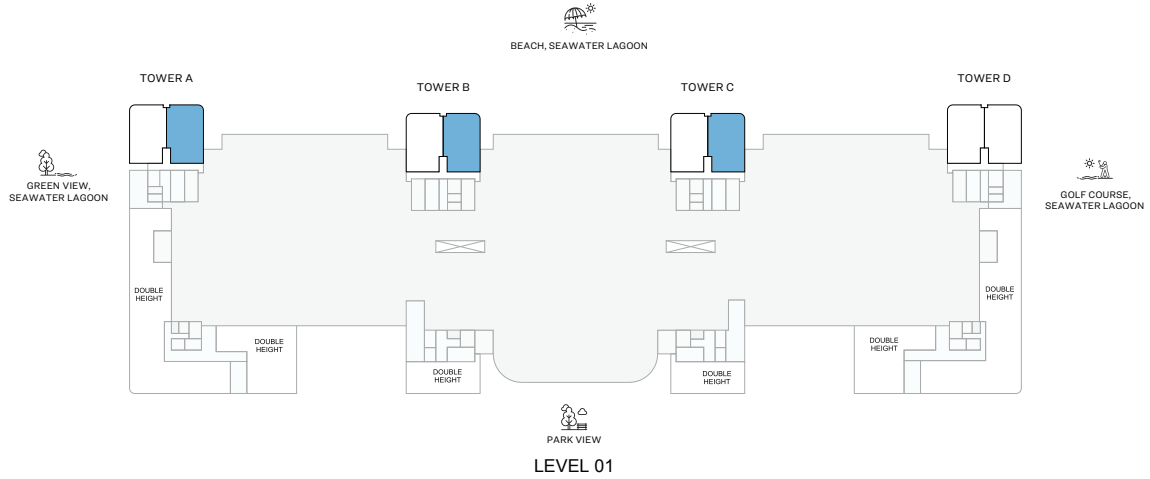 BEACH, SEAWATER LAGOON
TOWER A
TOWER B
TOWER C
TOWER D
GREEN VIEW,
SEAWATER LAGOON
GOLF COURSE,
SEAWATER LAGOON
DOUBLE
HEIGHT
DOUBLE
HEIGHT
DOUBLE
HEIGHT
DOUBLE
HEIGHT
DOUBLE
HEIGHT
DOUBLE
HEIGHT
PARK VIEW
LEVEL 01